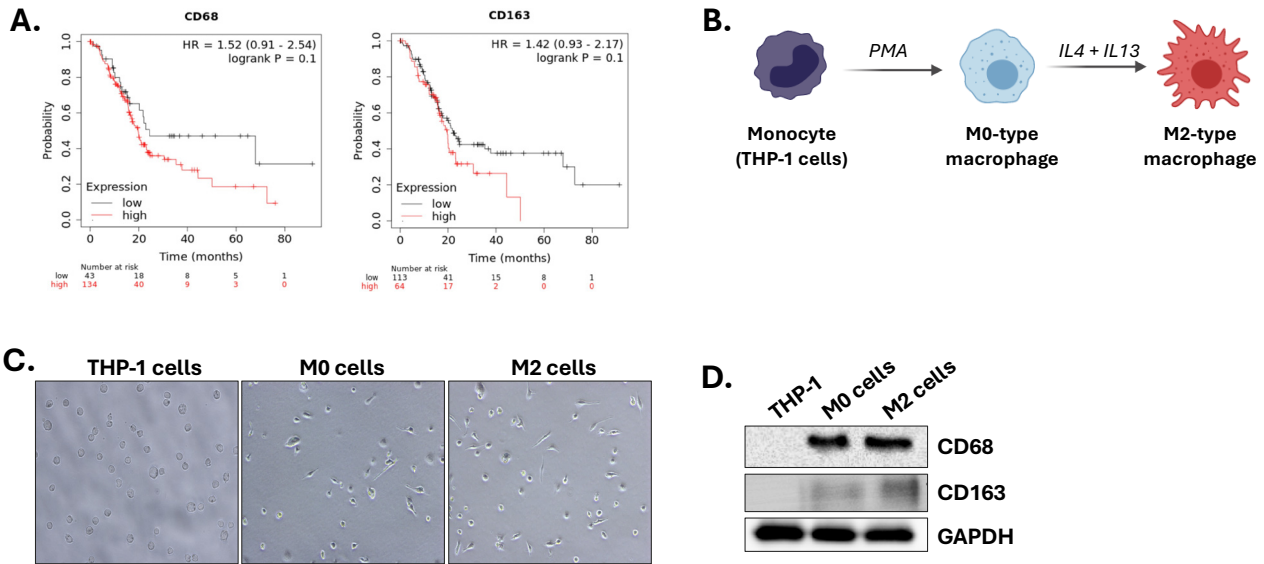 A.
CD68
HR = 1.52 (0.91 - 2.54)
logrank P = 0.1
Probability
1.0
0.8
0.6
0.4
0.2
0.0
Expression
low
high
0 20 40 60 80
Time (months)
Number at risk
low 43 18 8 5 1
high 134 40 9 3 0
CD163
HR = 1.42 (0.93 - 2.17)
logrank P = 0.1
Probability
1.0
0.8
0.6
0.4
0.2
0.0
Expression
low
high
0 20 40 60 80
Time (months)
Number at risk
low 113 41 15 8 1
high 64 17 2 0 0
B.
PMA
IL4 + IL13
Monocyte
(THP-1 cells)
M0-type
macrophage
M2-type
macrophage
C.
THP-1 cells
M0 cells
M2 cells
D.
THP-1
M0 cells
M2 cells
CD68
CD163
GAPDH